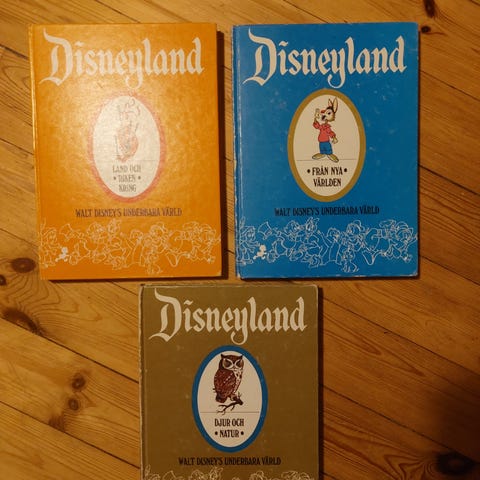 Disneyland
LAND OCH
• TIDEN •
KRING
WALT DISNEY'S UNDERBARA VÄRLD
Disneyland
• FRÅN NYA •
VÄRLDEN
WALT DISNEY'S UNDERBARA VÄRLD
Disneyland
DJUR OCH
• NATUR •
WALT DISNEY'S UNDERBARA VÄRLD